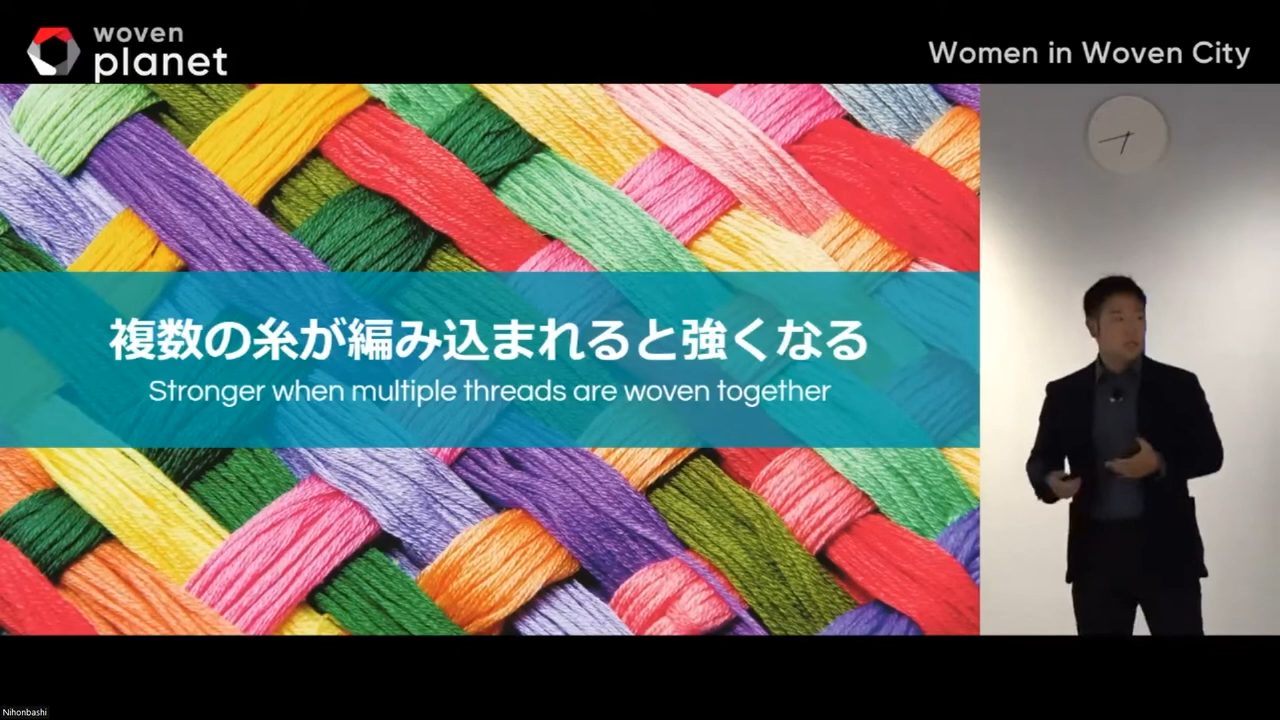 woven
planet
Women in Woven City
複数の糸が編み込まれると強くなる
Stronger when multiple threads are woven together
Nihonbashi